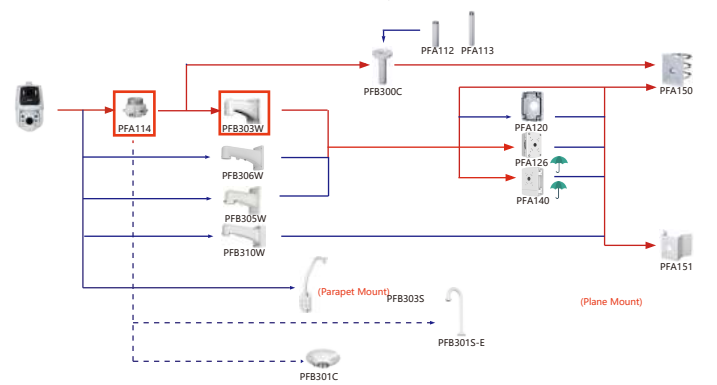 PFA112
PFA113
PFB300C
PFA150
PFA114
PFB303W
PFA120
PFA126
PFB306W
PFA140
PFB305W
PFB310W
PFA151
(Parapet Mount)
PFB303S
(Plane Mount)
PFB301S-E
PFB301C